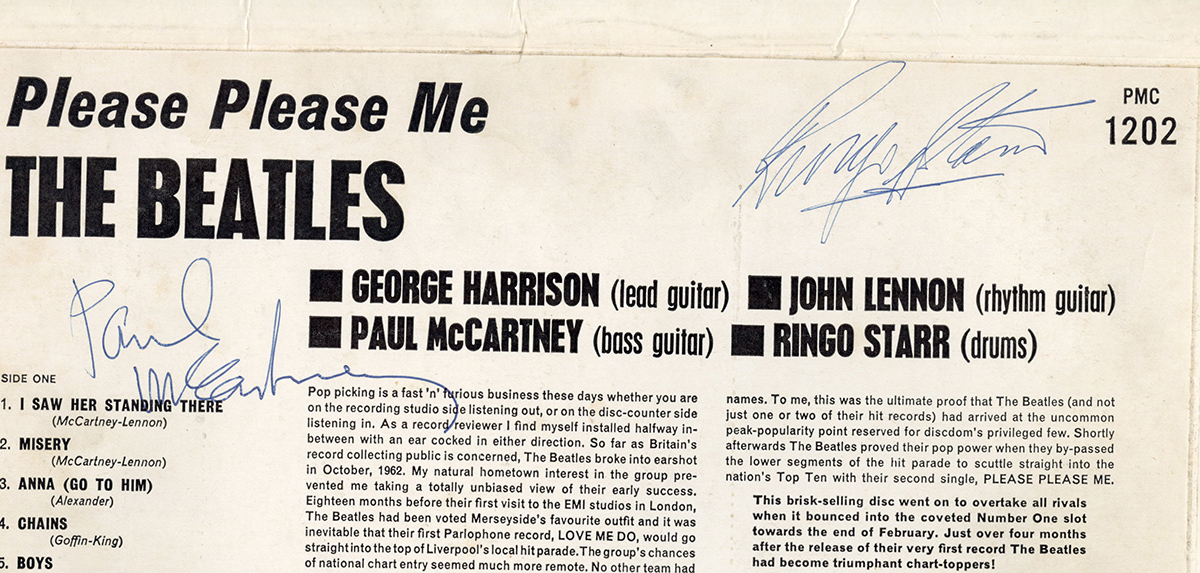 Please Please Me
THE BEATLES
Ringo Starr
PMC
1202
■ GEORGE HARRISON (lead guitar) ■ JOHN LENNON (rhythm guitar)
■ PAUL McCARTNEY (bass guitar) ■ RINGO STARR (drums)
Paul
McCartney
SIDE ONE
1. I SAW HER STANDING THERE
(McCartney-Lennon)
2. MISERY
(McCartney-Lennon)
3. ANNA (GO TO HIM)
(Alexander)
4. CHAINS
(Goffin-King)
5. BOYS
Pop picking is a fast 'n' furious business these days whether you are
on the recording studio side listening out, or on the disc-counter side
listening in. As a record reviewer I find myself installed halfway in-
between with an ear cocked in either direction. So far as Britain's
record collecting public is concerned, The Beatles broke into earshot
in October, 1962. My natural hometown interest in the group pre-
vented me taking a totally unbiased view of their early success.
Eighteen months before their first visit to the EMI studios in London,
The Beatles had been voted Merseyside's favourite outfit and it was
inevitable that their first Parlophone record, LOVE ME DO, would go
straight into the top of Liverpool's local hit parade. The group's chances
of national chart entry seemed much more remote. No other team had
names. To me, this was the ultimate proof that The Beatles (and not
just one or two of their hit records) had arrived at the uncommon
peak-popularity point reserved for discdom's privileged few. Shortly
afterwards The Beatles proved their pop power when they by-passed
the lower segments of the hit parade to scuttle straight into the
nation's Top Ten with their second single, PLEASE PLEASE ME.
This brisk-selling disc went on to overtake all rivals
when it bounced into the coveted Number One slot
towards the end of February. Just over four months
after the release of their very first record The Beatles
had become triumphant chart-toppers!